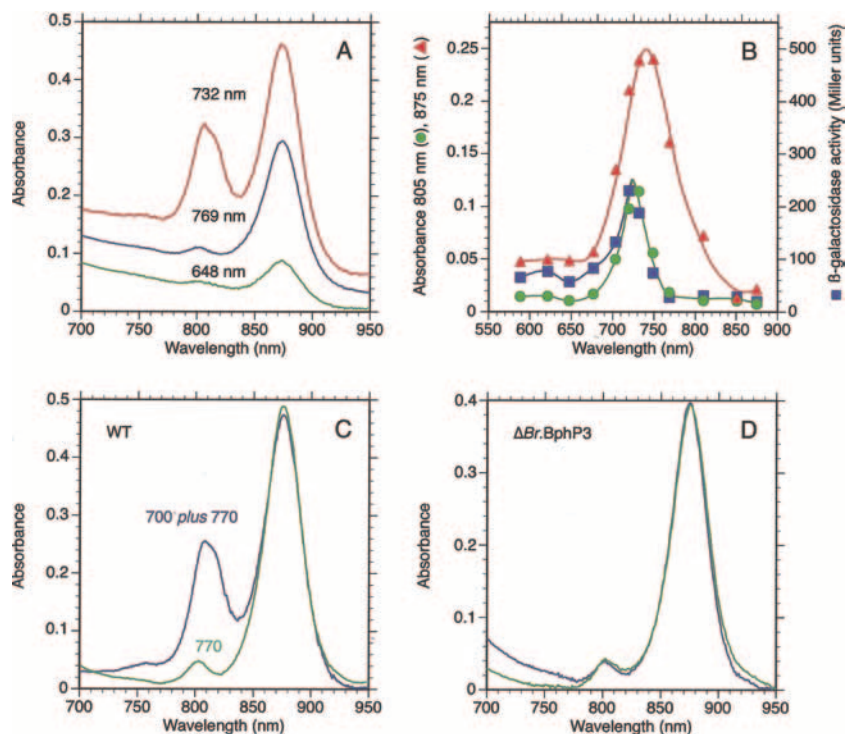 A
Absorbance
0.5
0.4
0.3
0.2
0.1
0
732 nm
769 nm
648 nm
700 750 800 850 900 950
Wavelength (nm)
B
Absorbance 805 nm (●), 875 nm (▲)
0.25
0.2
0.15
0.1
0.05
0
500
400
300
200
100
0
ß-galactosidase activity (Miller units)
550 600 650 700 750 800 850 900
Wavelength (nm)
C
WT
Absorbance
0.5
0.4
0.3
0.2
0.1
0
700 plus 770
770
700 750 800 850 900 950
Wavelength (nm)
D
ΔBr.BphP3
Absorbance
0.4
0.3
0.2
0.1
0
700 750 800 850 900 950
Wavelength (nm)